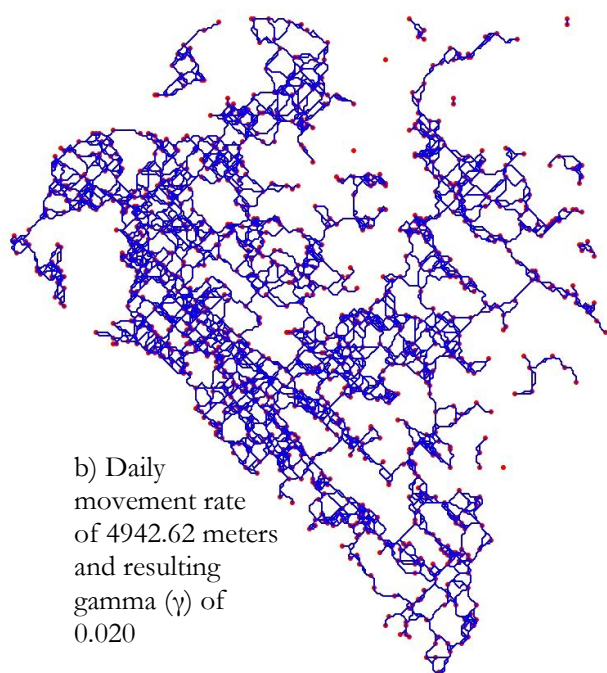 b) Daily
movement rate
of 4942.62 meters
and resulting
gamma (γ) of
0.020